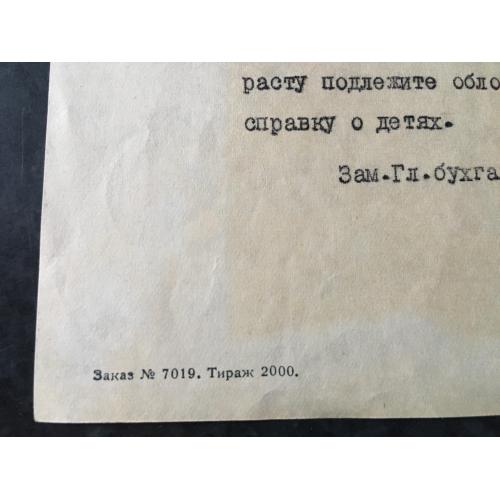 расту подлежите обло
справку о детях.
Зам.Гл.бухга
Заказ № 7019. Тираж 2000.